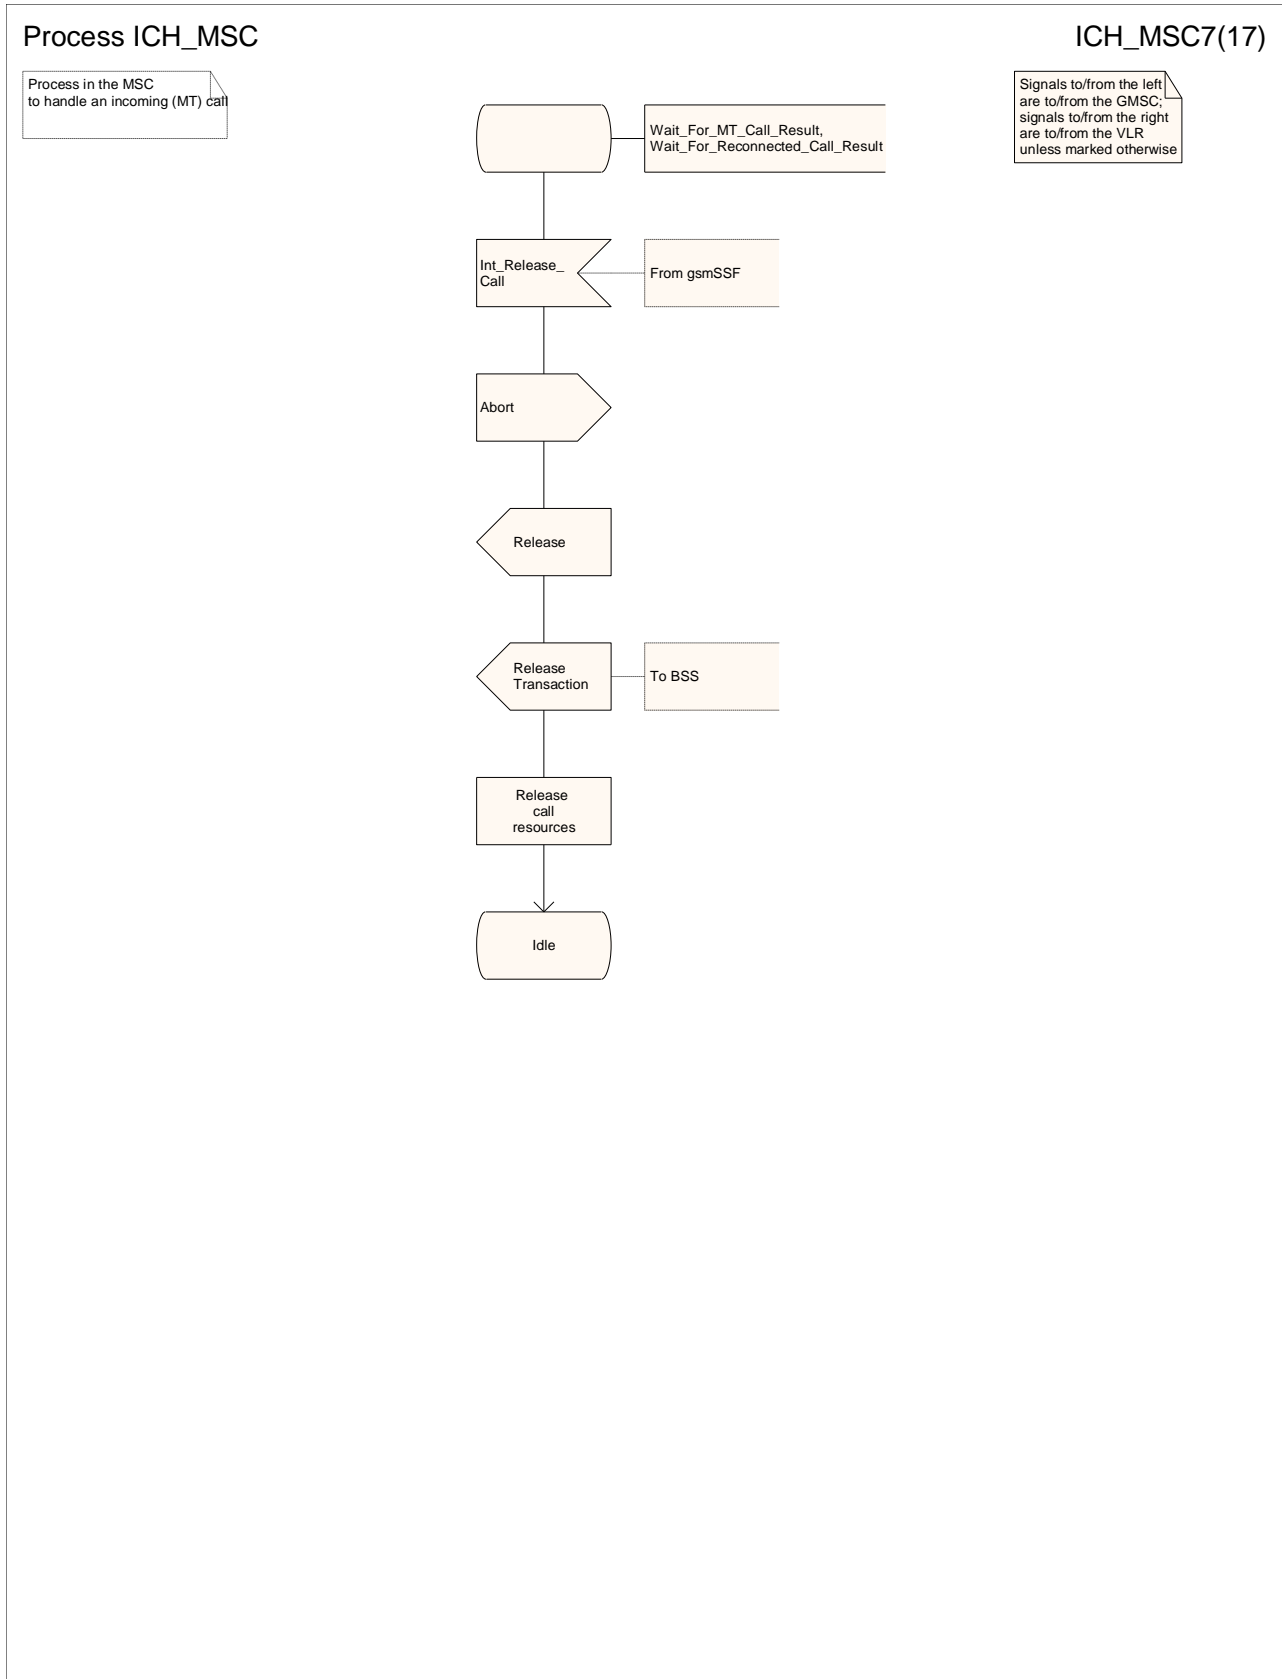 Process ICH_MSC
ICH_MSC7(17)
Process in the MSC
to handle an incoming (MT) call
Signals to/from the left
are to/from the GMSC;
signals to/from the right
are to/from the VLR
unless marked otherwise
Wait_For_MT_Call_Result,
Wait_For_Reconnected_Call_Result
Int_Release_
Call
From gsmSSF
Abort
Release
Release
Transaction
To BSS
Release
call
resources
Idle